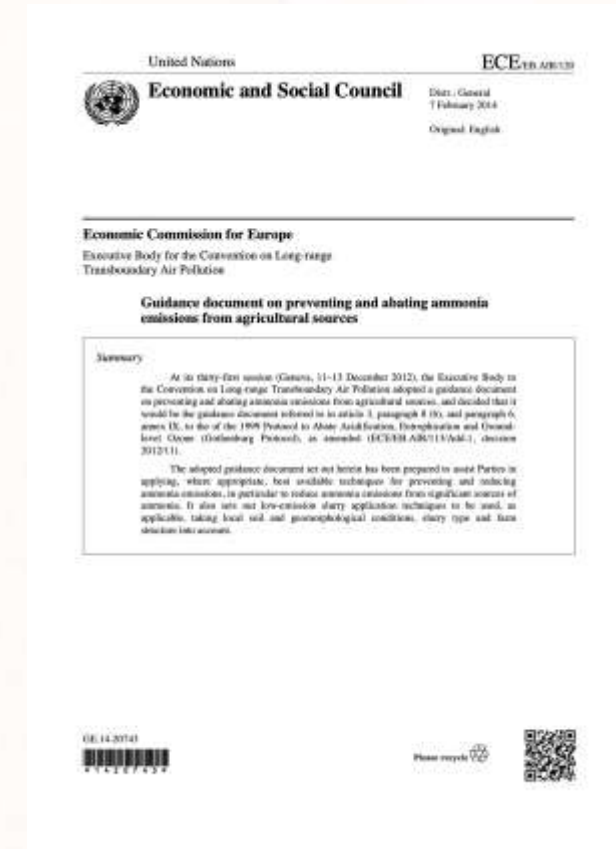 United Nations
ECE/EB.AIR/120
Economic and Social Council
Distr.: General
7 February 2014
Original: English
Economic Commission for Europe
Executive Body for the Convention on Long-range
Transboundary Air Pollution
Guidance document on preventing and abating ammonia
emissions from agricultural sources
Summary
At its thirty-first session (Geneva, 11–13 December 2012), the Executive Body to
the Convention on Long-range Transboundary Air Pollution adopted a guidance document
on preventing and abating ammonia emissions from agricultural sources, and decided that it
would be the guidance document referred to in article 3, paragraph 8 (b), and paragraph 6,
annex IX, to the of the 1999 Protocol to Abate Acidification, Eutrophication and Ground-
level Ozone (Gothenburg Protocol), as amended (ECE/EB.AIR/113/Add.1, decision
2012/11).
The adopted guidance document set out herein has been prepared to assist Parties in
applying, where appropriate, best available techniques for preventing and reducing
ammonia emissions, in particular to reduce ammonia emissions from significant sources of
ammonia. It also sets out low-emission slurry application techniques to be used, as
applicable, taking local soil and geomorphological conditions, slurry type and farm
structure into account.
GE.14-20743
*1420743*
Please recycle